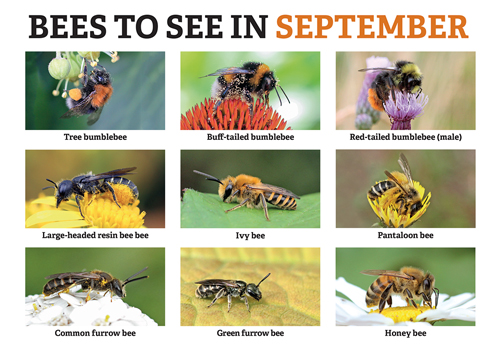 BEES TO SEE IN SEPTEMBER
Tree bumblebee
Buff-tailed bumblebee
Red-tailed bumblebee (male)
Large-headed resin bee bee
Ivy bee
Pantaloon bee
Common furrow bee
Green furrow bee
Honey bee